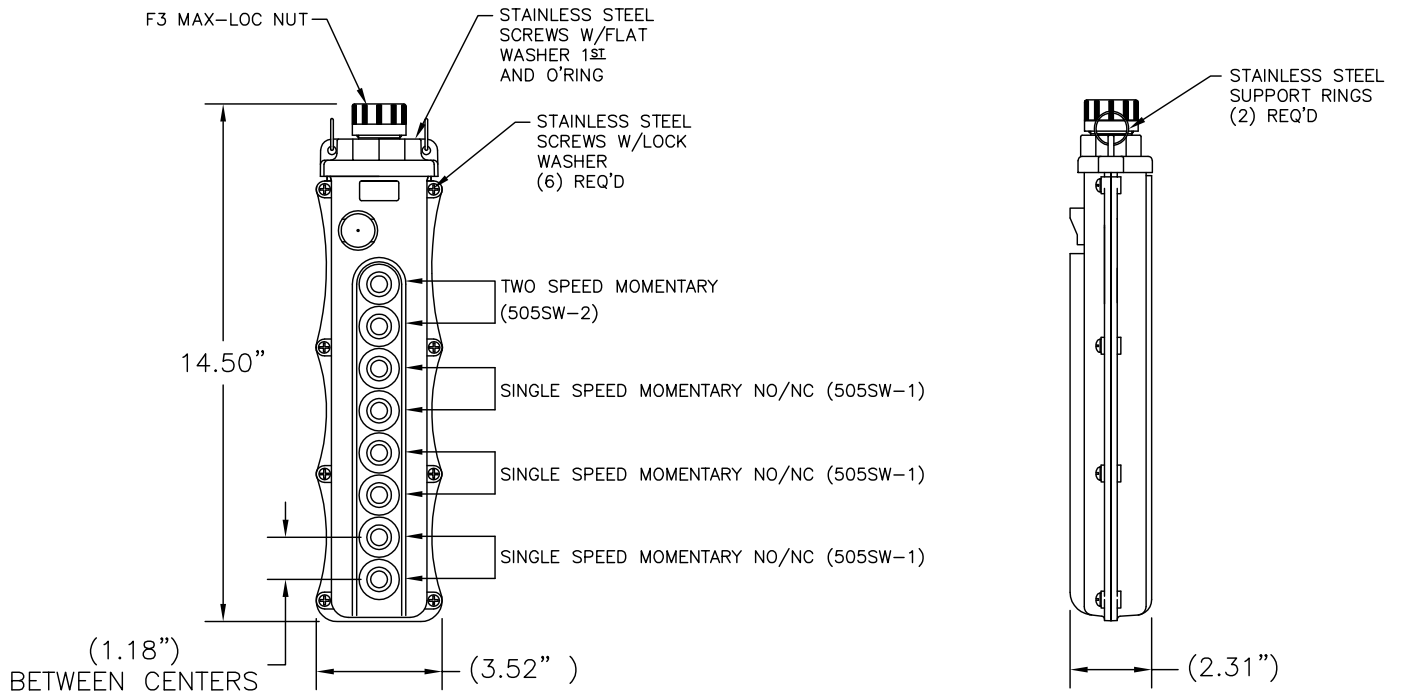 F3 MAX-LOC NUT
STAINLESS STEEL
SCREWS W/FLAT
WASHER 1ST
AND O'RING
STAINLESS STEEL
SCREWS W/LOCK
WASHER
(6) REQ'D
STAINLESS STEEL
SUPPORT RINGS
(2) REQ'D
TWO SPEED MOMENTARY
(505SW-2)
14.50"
SINGLE SPEED MOMENTARY NO/NC (505SW-1)
SINGLE SPEED MOMENTARY NO/NC (505SW-1)
SINGLE SPEED MOMENTARY NO/NC (505SW-1)
(1.18")
BETWEEN CENTERS
(3.52" )
(2.31")